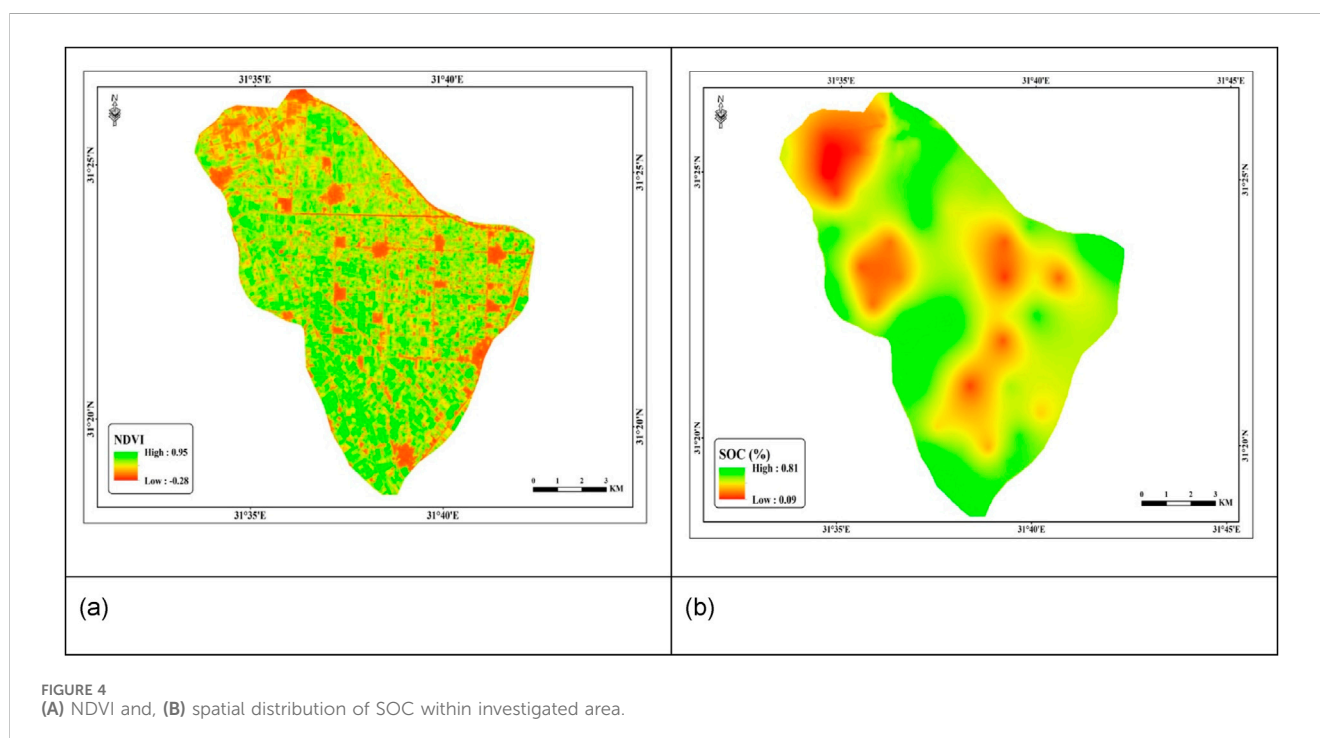 31°35'E 31°40'E
N
31°25'N 31°25'N
31°20'N 31°20'N
NDVI
High : 0.95
Low : -0.28
0 1 2 3
KM
31°35'E 31°40'E
31°35'E 31°40'E 31°45'E
N
31°25'N 31°25'N
31°20'N 31°20'N
SOC (%)
High : 0.81
Low : 0.09
0 1 2 3
KM
31°35'E 31°40'E 31°45'E
(a) (b)
FIGURE 4
(A) NDVI and, (B) spatial distribution of SOC within investigated area.